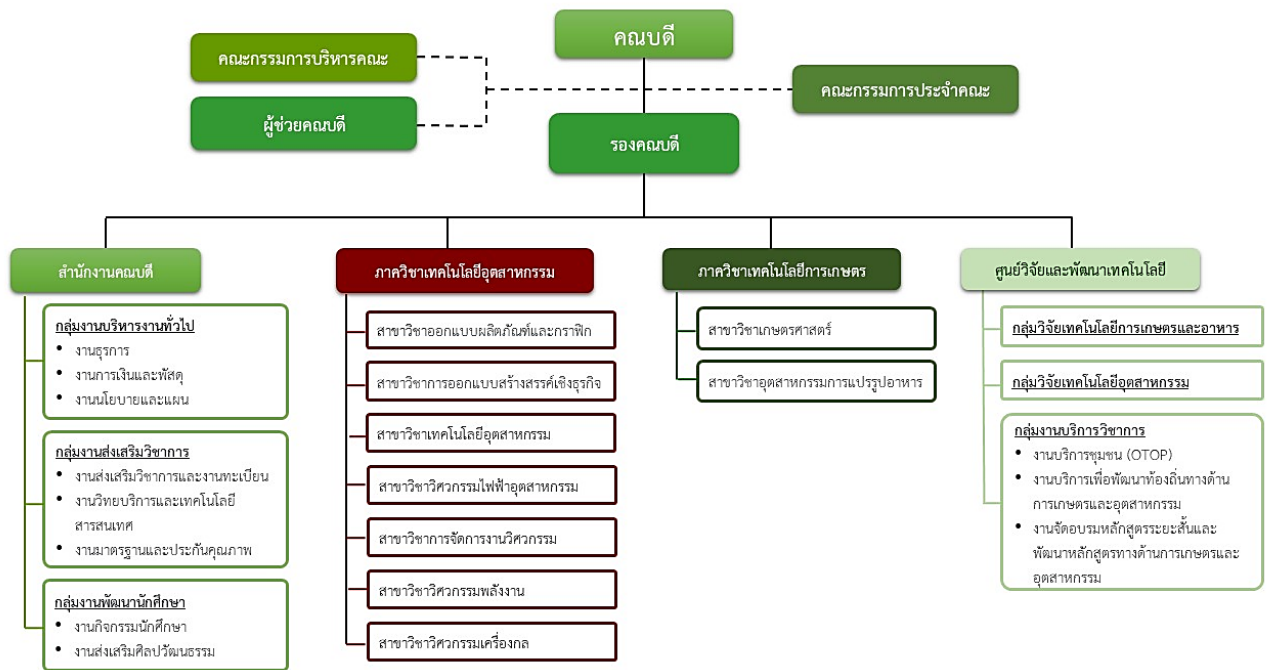 คณบดี
คณะกรรมการบริหารคณะ
คณะกรรมการประจำคณะ
ผู้ช่วยคณบดี
รองคณบดี
สำนักงานคณบดี
กลุ่มงานบริหารงานทั่วไป
• งานธุรการ
• งานการเงินและพัสดุ
• งานนโยบายและแผน
กลุ่มงานส่งเสริมวิชาการ
• งานส่งเสริมวิชาการและงานทะเบียน
• งานวิทยบริการและเทคโนโลยี
สารสนเทศ
• งานมาตรฐานและประกันคุณภาพ
กลุ่มงานพัฒนานักศึกษา
• งานกิจกรรมนักศึกษา
• งานส่งเสริมศิลปวัฒนธรรม
ภาควิชาเทคโนโลยีอุตสาหกรรม
สาขาวิชาออกแบบผลิตภัณฑ์และกราฟิก
สาขาวิชาการออกแบบสร้างสรรค์เชิงธุรกิจ
สาขาวิชาเทคโนโลยีอุตสาหกรรม
สาขาวิชาวิศวกรรมไฟฟ้าอุตสาหกรรม
สาขาวิชาการจัดการงานวิศวกรรม
สาขาวิชาวิศวกรรมพลังงาน
สาขาวิชาวิศวกรรมเครื่องกล
ภาควิชาเทคโนโลยีการเกษตร
สาขาวิชาเกษตรศาสตร์
สาขาวิชาอุตสาหกรรมการแปรรูปอาหาร
ศูนย์วิจัยและพัฒนาเทคโนโลยี
กลุ่มวิจัยเทคโนโลยีการเกษตรและอาหาร
กลุ่มวิจัยเทคโนโลยีอุตสาหกรรม
กลุ่มงานบริการวิชาการ
• งานบริการชุมชน (OTOP)
• งานบริการเพื่อพัฒนาท้องถิ่นทางด้าน
การเกษตรและอุตสาหกรรม
• งานจัดอบรมหลักสูตรระยะสั้นและ
พัฒนาหลักสูตรทางด้านการเกษตรและ
อุตสาหกรรม